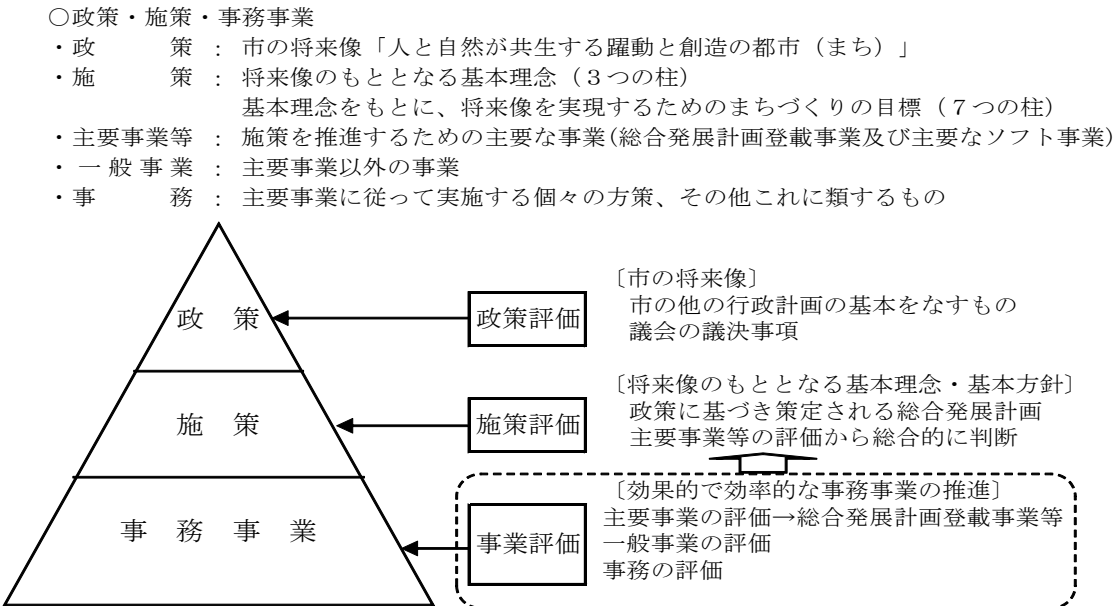 ○政策・施策・事務事業
・政　　　策 : 市の将来像「人と自然が共生する躍動と創造の都市（まち）」
・施　　　策 : 将来像のもととなる基本理念（３つの柱）
基本理念をもとに、将来像を実現するためのまちづくりの目標（７つの柱）
・主要事業等 : 施策を推進するための主要な事業(総合発展計画登載事業及び主要なソフト事業)
・一般事業 : 主要事業以外の事業
・事　　　務 : 主要事業に従って実施する個々の方策、その他これに類するもの
政　策
政策評価
〔市の将来像〕
市の他の行政計画の基本をなすもの
議会の議決事項
施　策
施策評価
〔将来像のもととなる基本理念・基本方針〕
政策に基づき策定される総合発展計画
主要事業等の評価から総合的に判断
事　務　事　業
事業評価
〔効果的で効率的な事務事業の推進〕
主要事業の評価→総合発展計画登載事業等
一般事業の評価
事務の評価